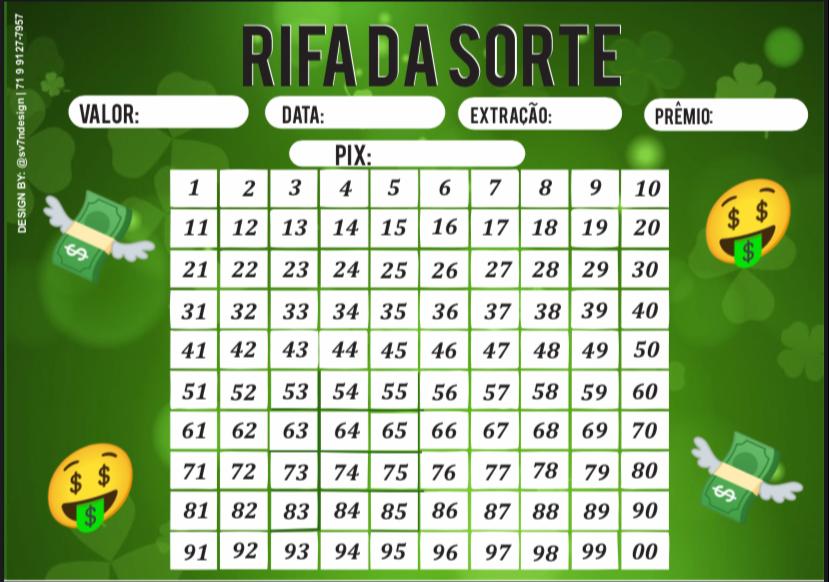 RIFA DA SORTE
VALOR: DATA: EXTRAÇÃO: PRÊMIO:
PIX:
1 2 3 4 5 6 7 8 9 10
11 12 13 14 15 16 17 18 19 20
21 22 23 24 25 26 27 28 29 30
31 32 33 34 35 36 37 38 39 40
41 42 43 44 45 46 47 48 49 50
51 52 53 54 55 56 57 58 59 60
61 62 63 64 65 66 67 68 69 70
71 72 73 74 75 76 77 78 79 80
81 82 83 84 85 86 87 88 89 90
91 92 93 94 95 96 97 98 99 00
DESIGN BY: @sv7ndesign | 71 9 9127-7957